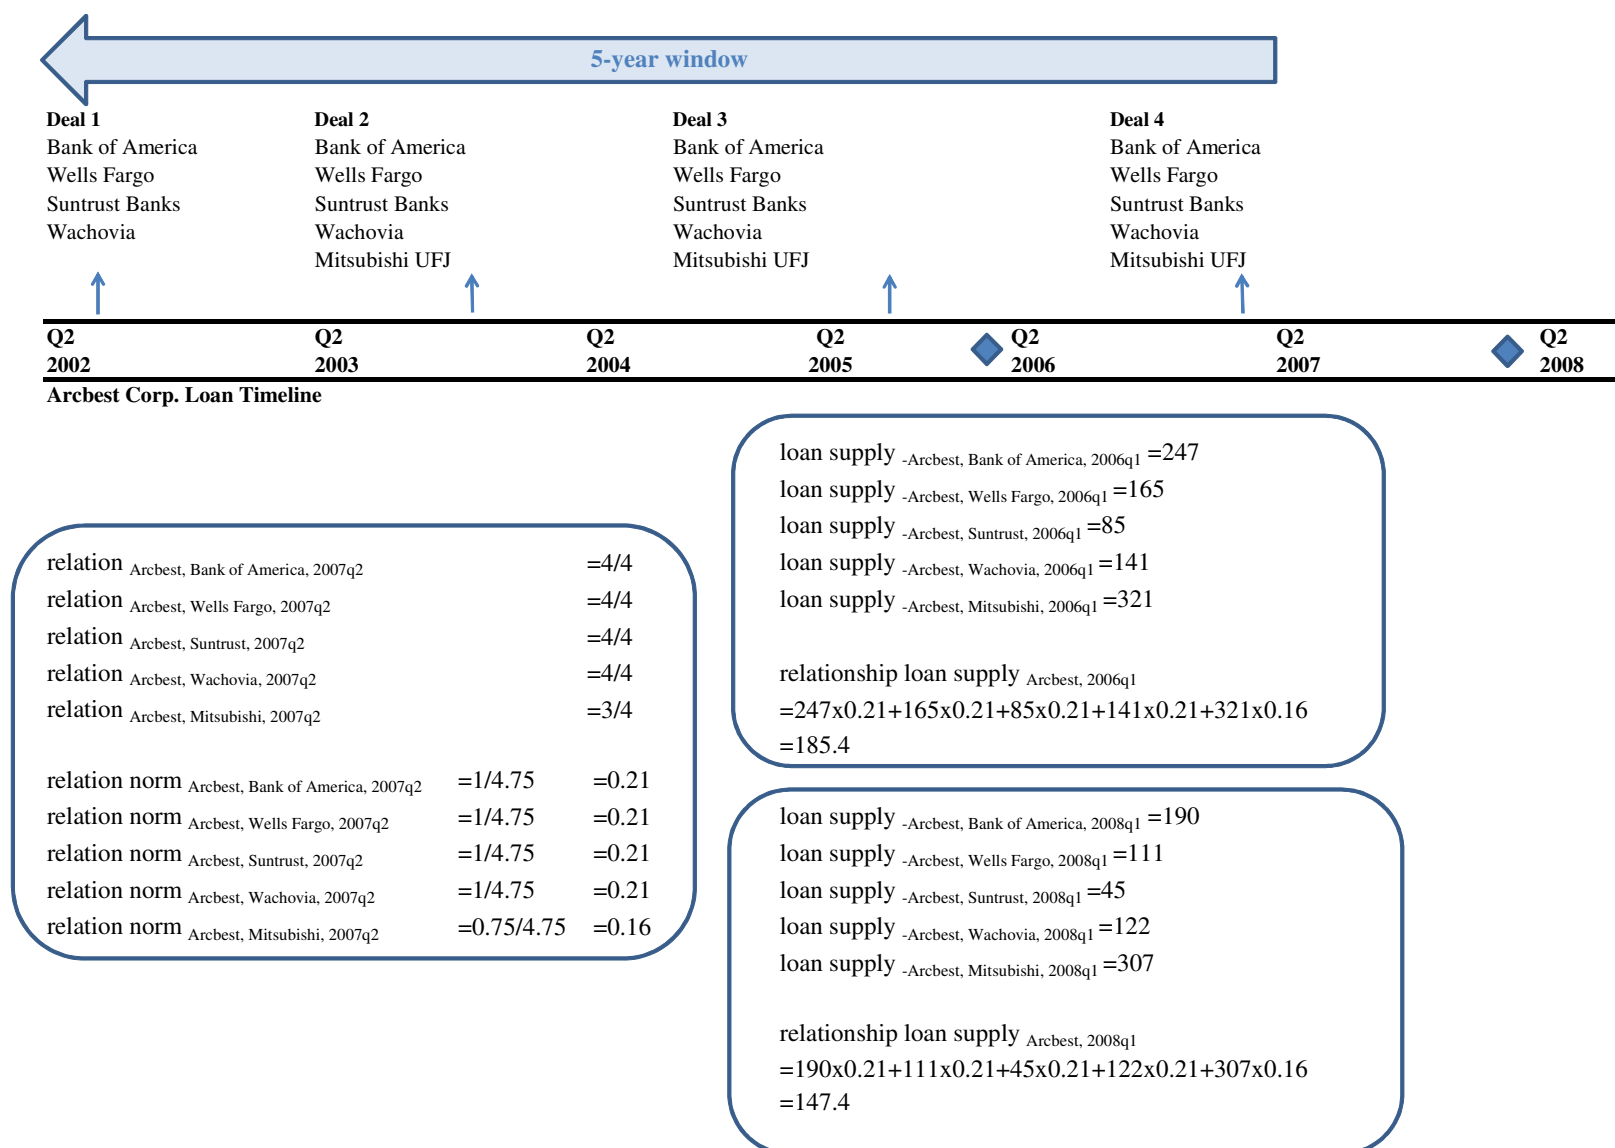 5-year window
Deal 1
Bank of America
Wells Fargo
Suntrust Banks
Wachovia
Deal 2
Bank of America
Wells Fargo
Suntrust Banks
Wachovia
Mitsubishi UFJ
Deal 3
Bank of America
Wells Fargo
Suntrust Banks
Wachovia
Mitsubishi UFJ
Deal 4
Bank of America
Wells Fargo
Suntrust Banks
Wachovia
Mitsubishi UFJ
Q2 Q2 Q2 Q2 Q2 Q2 Q2
2002 2003 2004 2005 2006 2007 2008
Arcbest Corp. Loan Timeline
relation Arcbest, Bank of America, 2007q2 =4/4
relation Arcbest, Wells Fargo, 2007q2 =4/4
relation Arcbest, Suntrust, 2007q2 =4/4
relation Arcbest, Wachovia, 2007q2 =4/4
relation Arcbest, Mitsubishi, 2007q2 =3/4
relation norm Arcbest, Bank of America, 2007q2 =1/4.75 =0.21
relation norm Arcbest, Wells Fargo, 2007q2 =1/4.75 =0.21
relation norm Arcbest, Suntrust, 2007q2 =1/4.75 =0.21
relation norm Arcbest, Wachovia, 2007q2 =1/4.75 =0.21
relation norm Arcbest, Mitsubishi, 2007q2 =0.75/4.75 =0.16
loan supply -Arcbest, Bank of America, 2006q1 =247
loan supply -Arcbest, Wells Fargo, 2006q1 =165
loan supply -Arcbest, Suntrust, 2006q1 =85
loan supply -Arcbest, Wachovia, 2006q1 =141
loan supply -Arcbest, Mitsubishi, 2006q1 =321
relationship loan supply Arcbest, 2006q1
=247x0.21+165x0.21+85x0.21+141x0.21+321x0.16
=185.4
loan supply -Arcbest, Bank of America, 2008q1 =190
loan supply -Arcbest, Wells Fargo, 2008q1 =111
loan supply -Arcbest, Suntrust, 2008q1 =45
loan supply -Arcbest, Wachovia, 2008q1 =122
loan supply -Arcbest, Mitsubishi, 2008q1 =307
relationship loan supply Arcbest, 2008q1
=190x0.21+111x0.21+45x0.21+122x0.21+307x0.16
=147.4